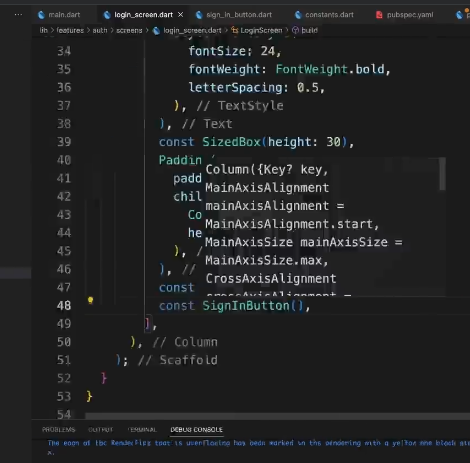 main.dart
login_screen.dart
sign_in_button.dart
constants.dart
pubspec.yaml
lib > features > auth > screens > login_screen.dart > LoginScreen > build
34 fontSize: 24,
35 fontWeight: FontWeight.bold,
36 letterSpacing: 0.5,
37 ), // TextStyle
38 ), // Text
39 const SizedBox(height: 30),
40 Paddin
41 padd
42 chil
43 Co
44 he
45 ), /
46 ), //
47 const
48 const SignInButton(),
49 ],
50 ), // Column
51 ); // Scaffold
52 }
53 }
54
Column({Key? key,
MainAxisAlignment
mainAxisAlignment =
MainAxisAlignment.start,
MainAxisSize mainAxisSize =
MainAxisSize.max,
CrossAxisAlignment
crossAxisAlignment =
PROBLEMS OUTPUT TERMINAL DEBUG CONSOLE
The edge of the RenderFlex that is overflowing has been marked in the rendering with a yellow and black